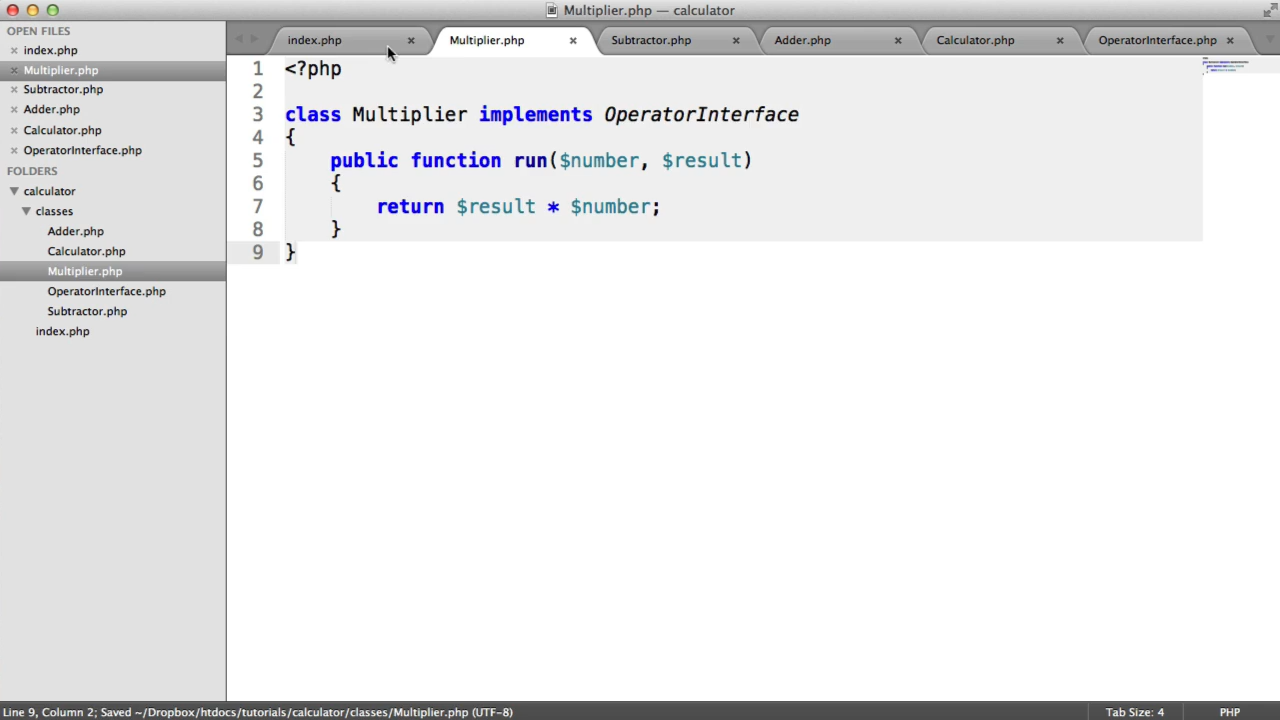 Multiplier.php — calculator
OPEN FILES
index.php
Multiplier.php
Subtractor.php
Adder.php
Calculator.php
OperatorInterface.php
FOLDERS
calculator
classes
Adder.php
Calculator.php
Multiplier.php
OperatorInterface.php
Subtractor.php
index.php
index.php Multiplier.php Subtractor.php Adder.php Calculator.php OperatorInterface.php
1 <?php
2
3 class Multiplier implements OperatorInterface
4 {
5 public function run($number, $result)
6 {
7 return $result * $number;
8 }
9 }
Line 9, Column 2; Saved ~/Dropbox/htdocs/tutorials/calculator/classes/Multiplier.php (UTF-8) Tab Size: 4 PHP